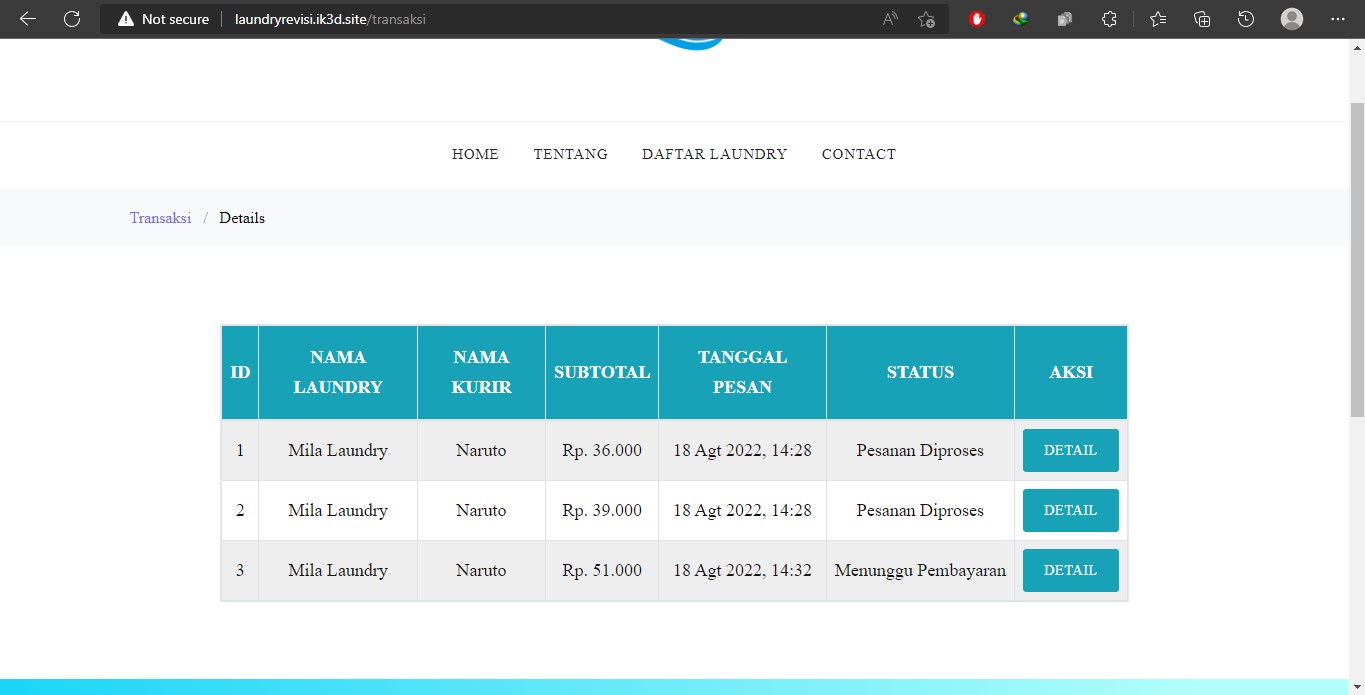 Not secure laundryrevisi.ik3d.site/transaksi
HOME TENTANG DAFTAR LAUNDRY CONTACT
Transaksi / Details
ID NAMA LAUNDRY NAMA KURIR SUBTOTAL TANGGAL PESAN STATUS AKSI
1 Mila Laundry Naruto Rp. 36.000 18 Agt 2022, 14:28 Pesanan Diproses DETAIL
2 Mila Laundry Naruto Rp. 39.000 18 Agt 2022, 14:28 Pesanan Diproses DETAIL
3 Mila Laundry Naruto Rp. 51.000 18 Agt 2022, 14:32 Menunggu Pembayaran DETAIL